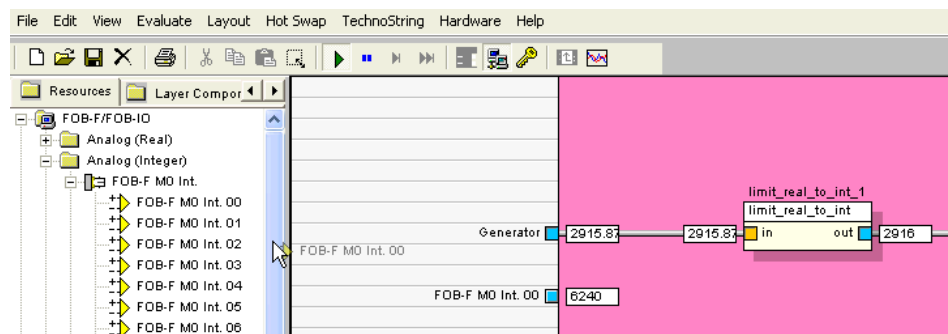 File Edit View Evaluate Layout Hot Swap TechnoString Hardware Help
Resources Layer Compor
FOB-F/FOB-IO
Analog (Real)
Analog (Integer)
FOB-F M0 Int.
FOB-F M0 Int. 00
FOB-F M0 Int. 01
FOB-F M0 Int. 02
FOB-F M0 Int. 03
FOB-F M0 Int. 04
FOB-F M0 Int. 05
FOB-F M0 Int. 06
FOB-F M0 Int. 00
Generator 2915.87
FOB-F M0 Int. 00 6240
limit_real_to_int_1
limit_real_to_int
2915.87 in out 2916